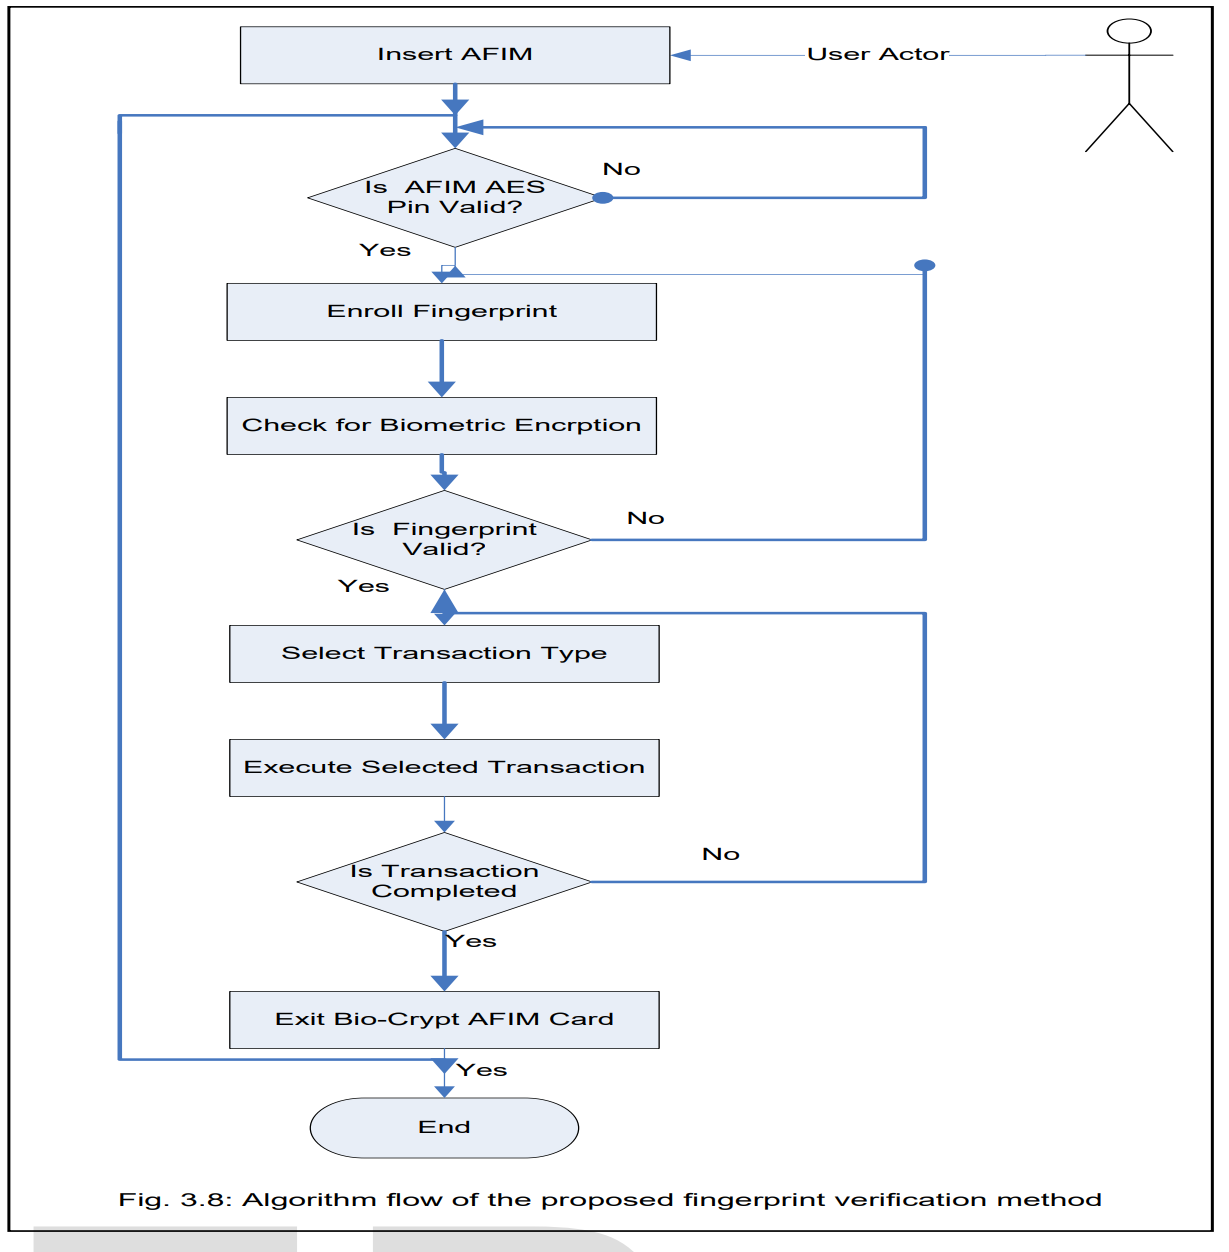 Insert AFIM
User Actor
No
Is  AFIM AES
Pin Valid?
Yes
Enroll Fingerprint
Check for Biometric Encrption
No
Is  Fingerprint
Valid?
Yes
Select Transaction Type
Execute Selected Transaction
No
Is Transaction
Completed
Yes
Exit Bio-Crypt AFIM Card
Yes
End
Fig. 3.8: Algorithm flow of the proposed fingerprint verification method